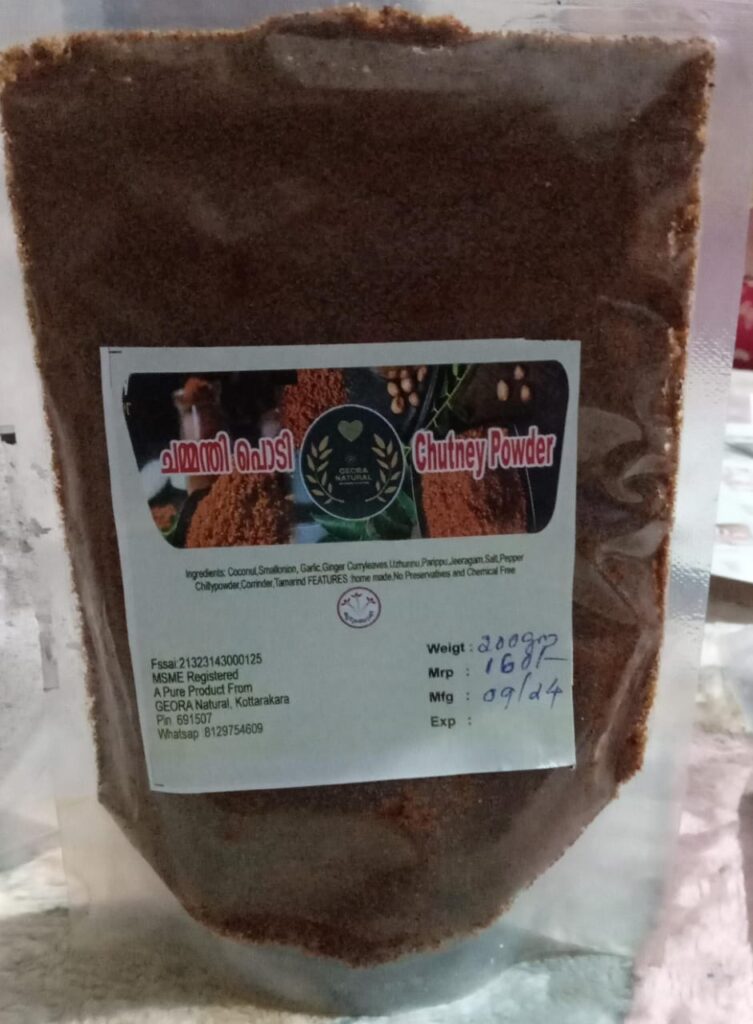 ചമ്മന്തി പൊടി
GEORA
NATURAL
Chutney Powder
Ingredients: Coconut,Smallonion, Garlic,Ginger Curryleaves,Uzhunnu,Parippu,Jeeragam,Salt,Pepper
Chillypowder,Corrinder,Tamarind FEATURES :home made,No Preservatives and Chemical Free
Fssai:21323143000125
MSME Registered
A Pure Product From
GEORA Natural, Kottarakara
Pin 691507
Whatsap 8129754609
Weigt : 200gm
Mrp : 160/-
Mfg : 09/24
Exp :